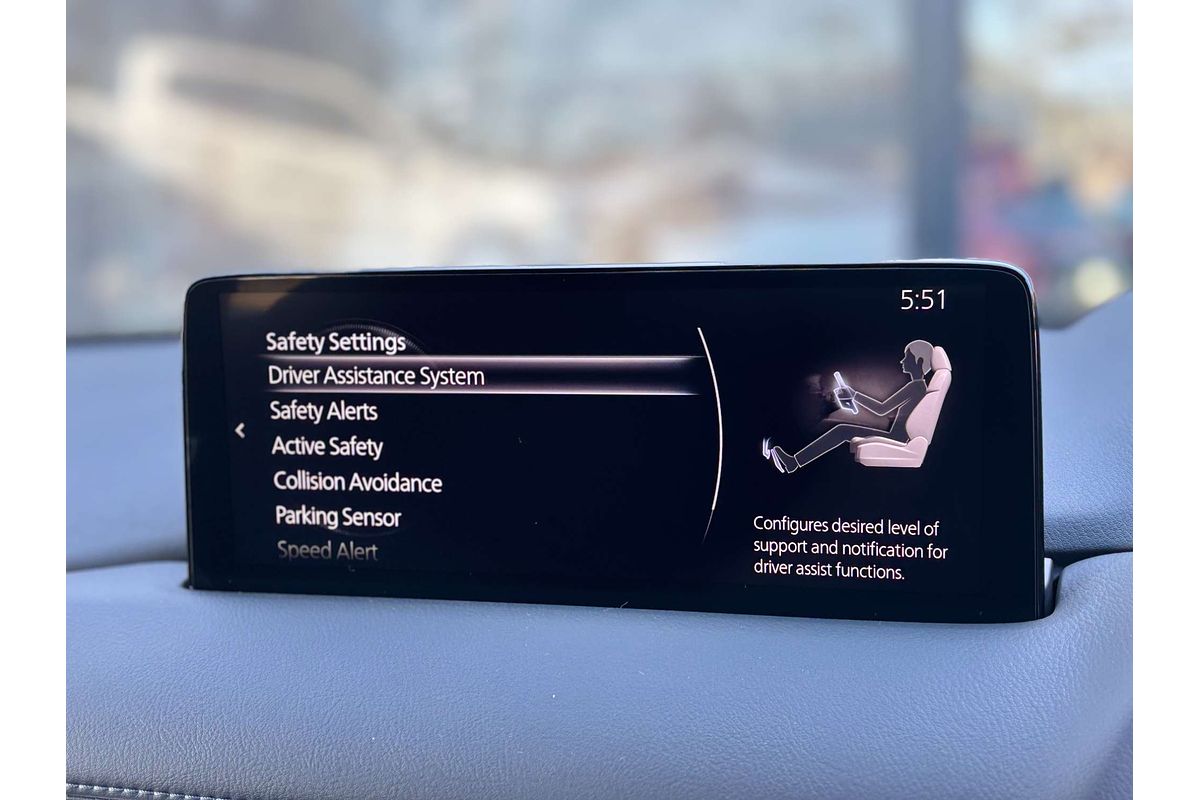 5:51
Safety Settings
Driver Assistance System
Safety Alerts
Active Safety
Collision Avoidance
Parking Sensor
Speed Alert
Configures desired level of
support and notification for
driver assist functions.